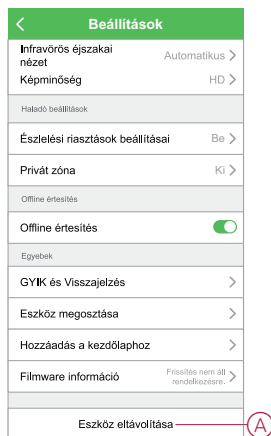 Beállítások
Infravörös éjszakai
nézet
Automatikus
Képminőség
HD
Haladó beállítások
Észlelési riasztások beállításai
Be
Privát zóna
Ki
Offline értesítés
Offline értesítés
Egyebek
GYIK és Visszajelzés
Eszköz megosztása
Hozzáadás a kezdőlaphoz
Filmware információ
Frissítés nem áll
rendelkezésre.
Eszköz eltávolítása
A